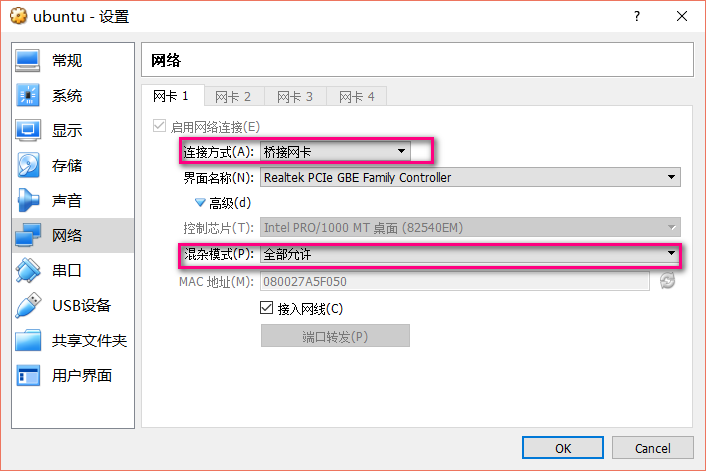 ubuntu - 设置
常规
系统
显示
存储
声音
网络
串口
USB设备
共享文件夹
用户界面
网络
网卡 1 网卡 2 网卡 3 网卡 4
启用网络连接(E)
连接方式(A): 桥接网卡
界面名称(N): Realtek PCIe GBE Family Controller
高级(d)
控制芯片(T): Intel PRO/1000 MT 桌面 (82540EM)
混杂模式(P): 全部允许
MAC 地址(M): 080027A5F050
接入网线(C)
端口转发(P)
OK Cancel